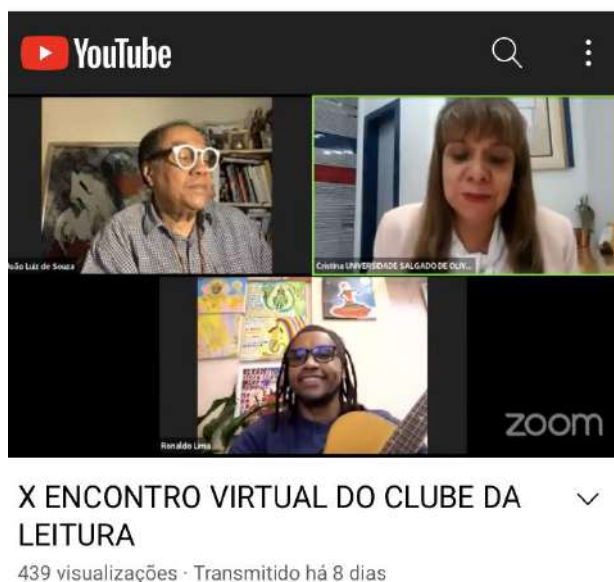 YouTube
João Luiz de Souza
Cristina UNIVERSIDADE SALGADO DE OLIV...
Ronaldo Lima
zoom
X ENCONTRO VIRTUAL DO CLUBE DA
LEITURA
439 visualizações · Transmitido há 8 dias